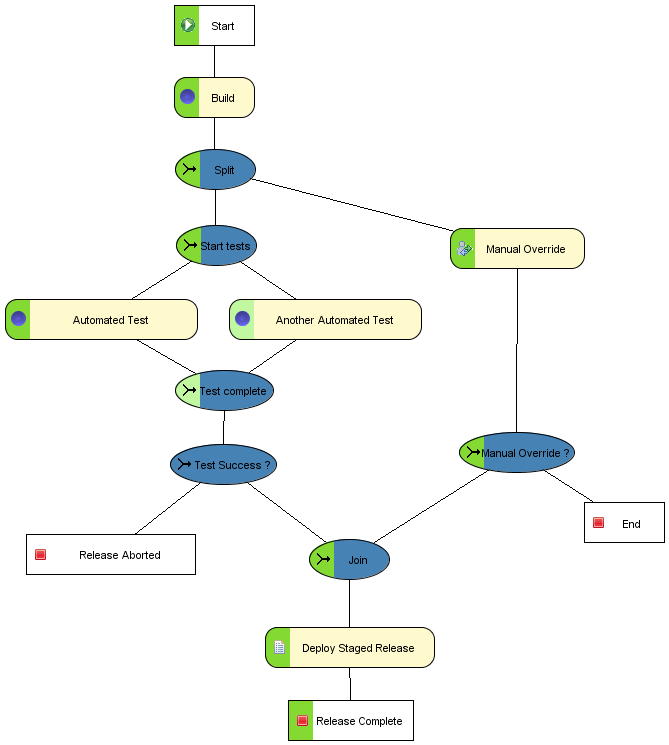 Start
Build
Split
Start tests
Manual Override
Automated Test
Another Automated Test
Test complete
Manual Override ?
Test Success ?
End
Release Aborted
Join
Deploy Staged Release
Release Complete